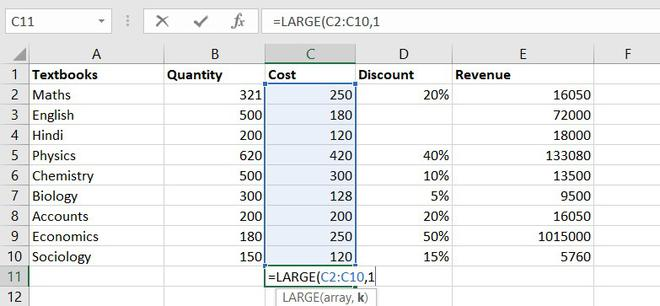 C11 fx =LARGE(C2:C10,1
A B C D E F
1 Textbooks Quantity Cost Discount Revenue
2 Maths 321 250 20% 16050
3 English 500 180 72000
4 Hindi 200 120 18000
5 Physics 620 420 40% 133080
6 Chemistry 500 300 10% 13500
7 Biology 300 128 5% 9500
8 Accounts 200 200 20% 16050
9 Economics 180 250 50% 1015000
10 Sociology 150 120 15% 5760
11 =LARGE(C2:C10,1
12 LARGE(array, k)